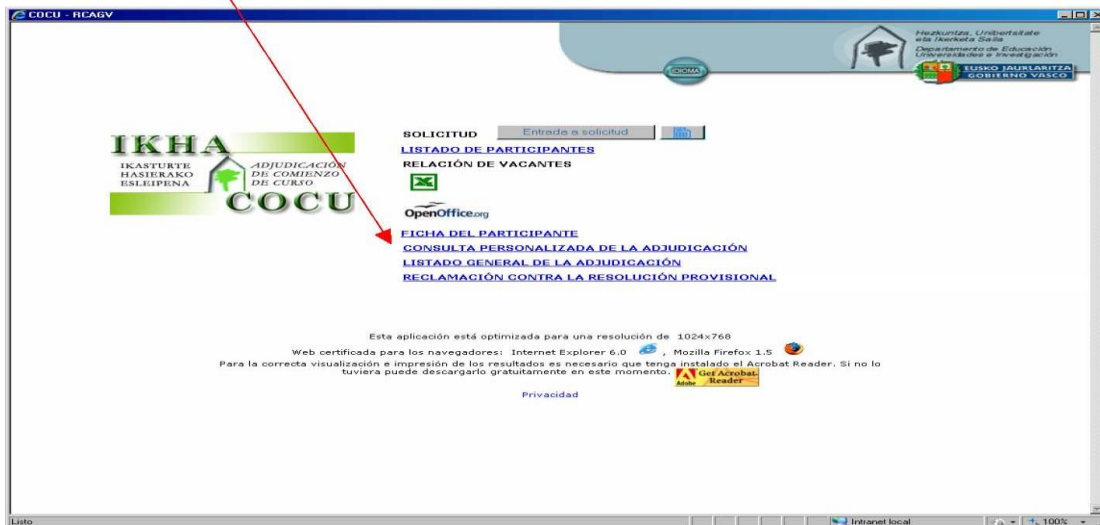 COCU - RCAGV
Hezkuntza, Unibertsitate
eta Ikerketa Saila
Departamento de Educación
Universidades e Investigación
EUSKO JAURLARITZA
GOBIERNO VASCO
IDIOMA
IKHA
IKASTURTE
HASIERAKO
ESLEIPENA
ADJUDICACIÓN
DE COMIENZO
DE CURSO
COCU
SOLICITUD Entrada a solicitud
LISTADO DE PARTICIPANTES
RELACIÓN DE VACANTES
OpenOffice.org
FICHA DEL PARTICIPANTE
CONSULTA PERSONALIZADA DE LA ADJUDICACIÓN
LISTADO GENERAL DE LA ADJUDICACIÓN
RECLAMACIÓN CONTRA LA RESOLUCIÓN PROVISIONAL
Esta aplicación está optimizada para una resolución de 1024x768
Web certificada para los navegadores: Internet Explorer 6.0 , Mozilla Firefox 1.5
Para la correcta visualización e impresión de los resultados es necesario que tenga instalado el Acrobat Reader. Si no lo
tuviera puede descargarlo gratuitamente en este momento. Get Acrobat Reader Adobe
Privacidad
Listo Intranet local 100%